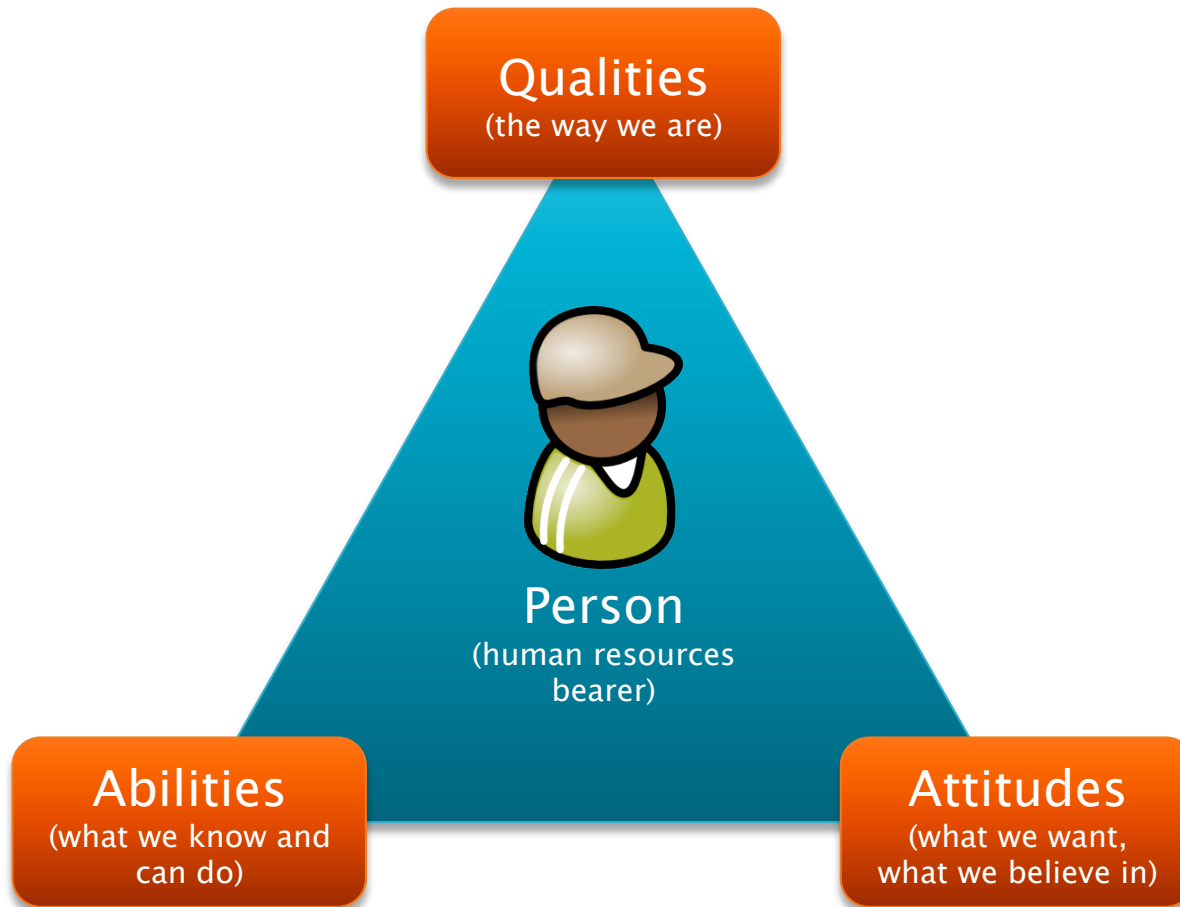 Qualities
(the way we are)
Person
(human resources
bearer)
Abilities
(what we know and
can do)
Attitudes
(what we want,
what we believe in)